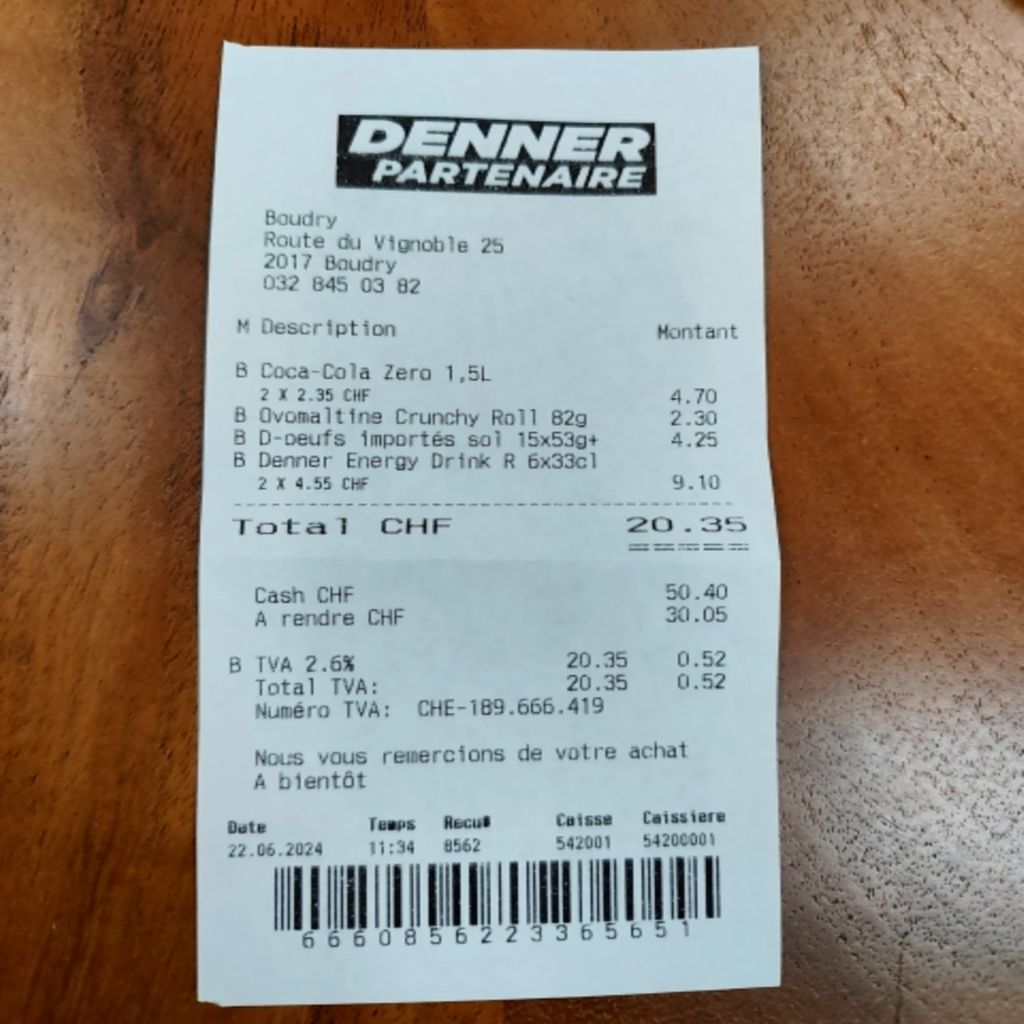 DENNER
PARTENAIRE
Boudry
Route du Vignoble 25
2017 Boudry
032 845 03 82
M Description Montant
B Coca-Cola Zero 1,5L
2 X 2.35 CHF 4.70
B Ovomaltine Crunchy Roll 82g 2.30
B D-oeufs importés sol 15x53g+ 4.25
B Denner Energy Drink R 6x33cl
2 X 4.55 CHF 9.10
Total CHF 20.35
Cash CHF 50.40
A rendre CHF 30.05
B TVA 2.6% 20.35 0.52
Total TVA: 20.35 0.52
Numéro TVA: CHE-189.666.419
Nous vous remercions de votre achat
A bientôt
Date Temps Recu# Caisse Caissiere
22.06.2024 11:34 8562 542001 54200001
6660856223365651